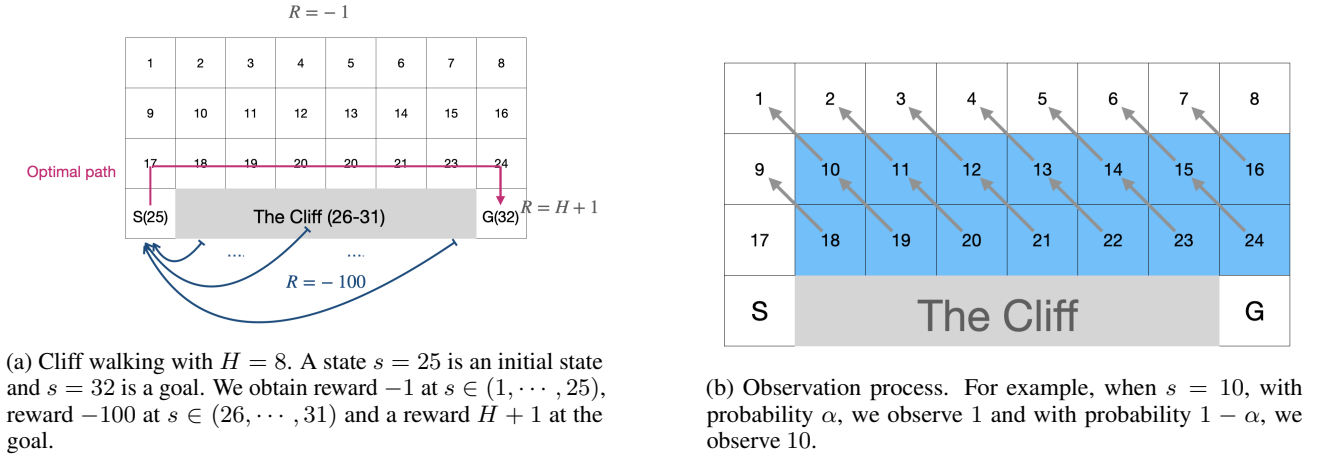 R = − 1
1 2 3 4 5 6 7 8
9 10 11 12 13 14 15 16
17 18 19 20 20 21 23 24
Optimal path
S(25) The Cliff (26-31) G(32) R = H + 1
.... ....
R = − 100
(a) Cliff walking with H = 8. A state s = 25 is an initial state
and s = 32 is a goal. We obtain reward −1 at s ∈ (1, ⋯ , 25),
reward −100 at s ∈ (26, ⋯ , 31) and a reward H + 1 at the
goal.
1 2 3 4 5 6 7 8
9 10 11 12 13 14 15 16
17 18 19 20 21 22 23 24
S The Cliff G
(b) Observation process. For example, when s = 10, with
probability α, we observe 1 and with probability 1 − α, we
observe 10.